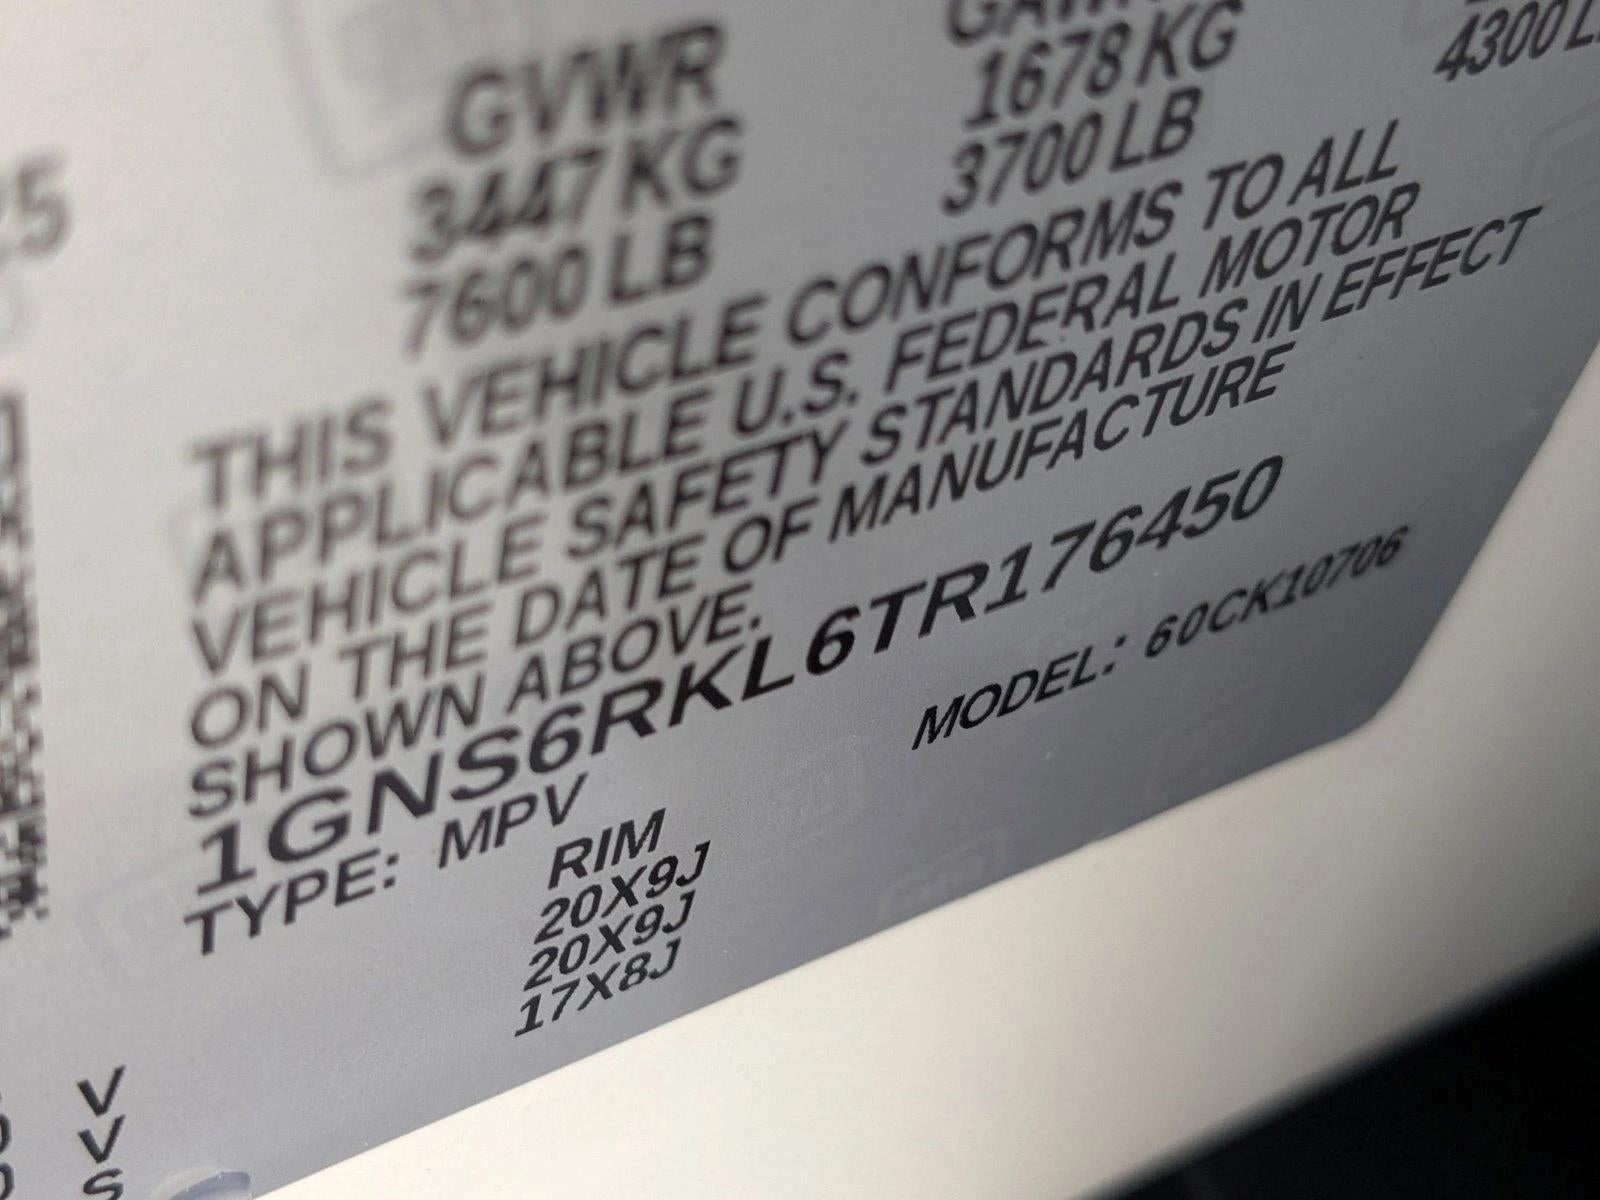 GVWR
3447 KG
7600 LB
1678 KG
3700 LB
THIS VEHICLE CONFORMS TO ALL
APPLICABLE U.S. FEDERAL MOTOR
VEHICLE SAFETY STANDARDS IN EFFECT
ON THE DATE OF MANUFACTURE
SHOWN ABOVE.
1GNS6RKL6TR176450
TYPE: MPV
MODEL: 60CK10706
RIM
20X9J
20X9J
17X8J
V
V
S